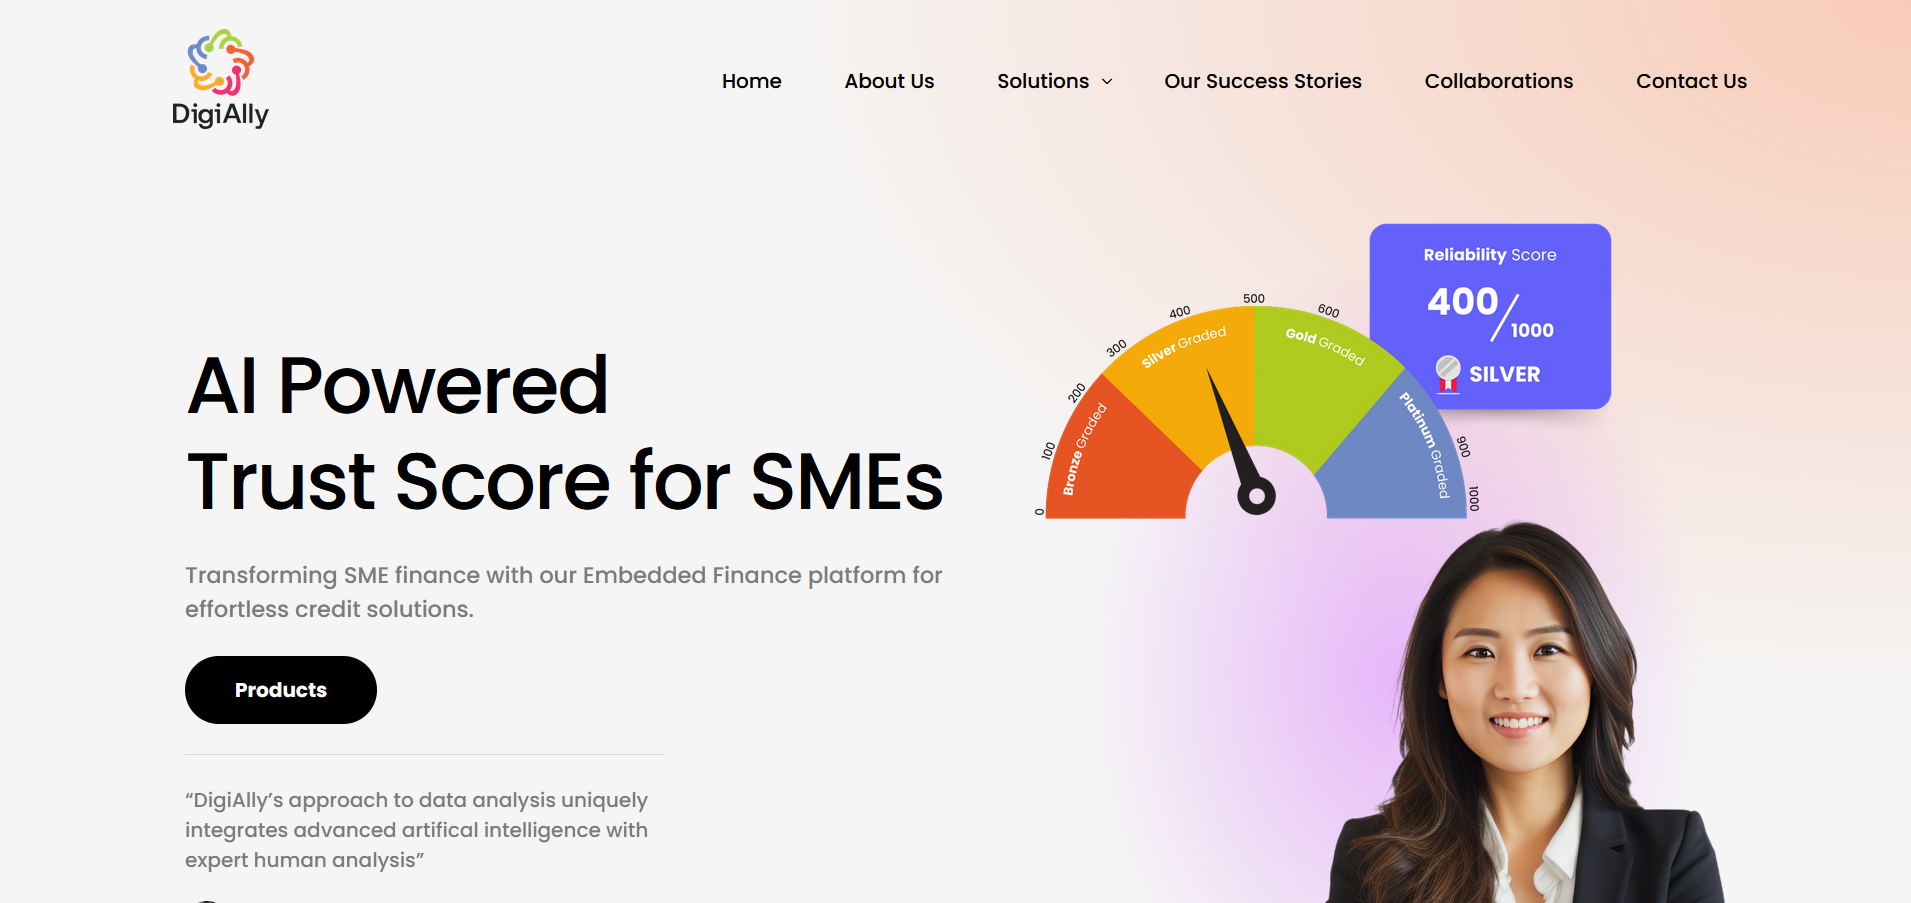 DigiAlly
Home
About Us
Solutions
Our Success Stories
Collaborations
Contact Us
AI Powered
Trust Score for SMEs
Transforming SME finance with our Embedded Finance platform for
effortless credit solutions.
Products
“DigiAlly’s approach to data analysis uniquely
integrates advanced artifical intelligence with
expert human analysis”
Reliability Score
400/1000
SILVER
0
100
200
300
400
500
600
900
1000
Bronze Graded
Silver Graded
Gold Graded
Platinum Graded